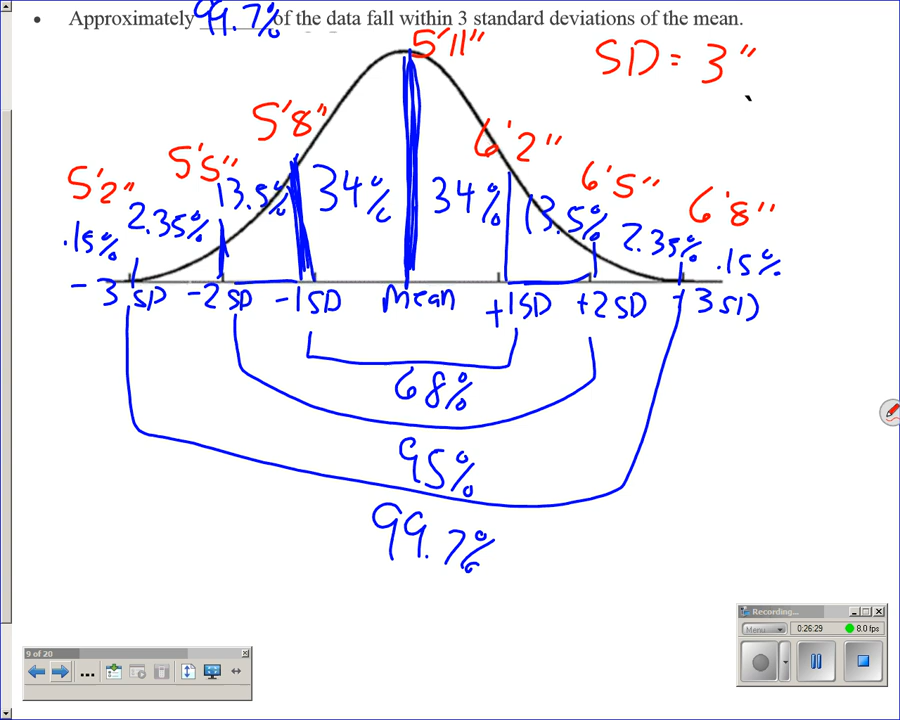 • Approximately 99.7% of the data fall within 3 standard deviations of the mean.
5'11"
SD = 3"
5'8"
6'2"
5'5"
6'5"
5'2"
6'8"
13.5%
34%
34%
13.5%
2.35%
2.35%
.15%
.15%
-3 SD
-2 SD
-1 SD
Mean
+1 SD
+2 SD
3 SD
68%
95%
99.7%
Recording...
Menu
0:26:29
8.0 fps
9 of 20